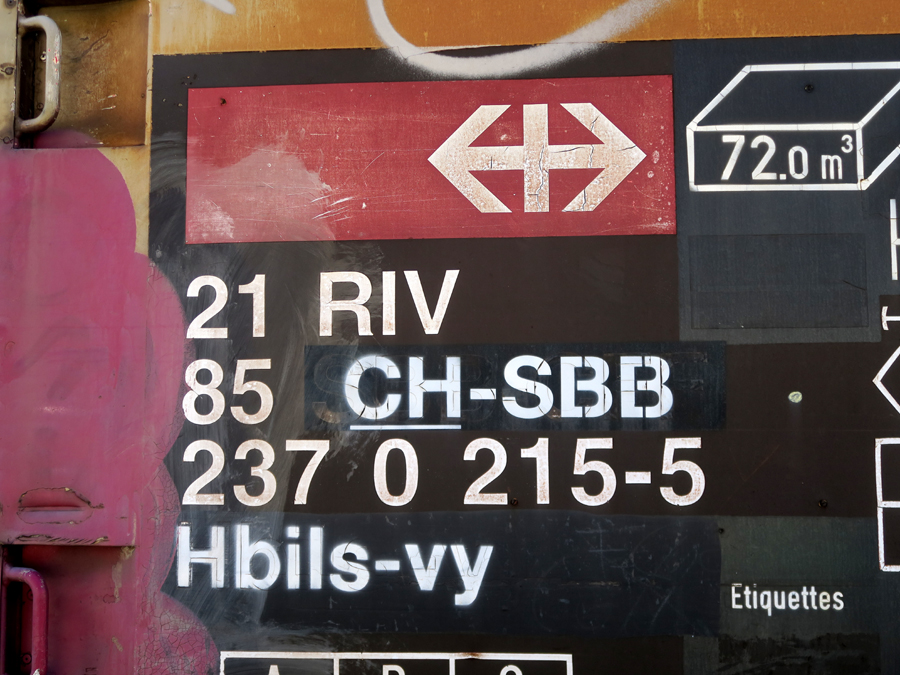 72.0 m³
21 RIV
85 CH-SBB
237 0 215-5
Hbils-vy
Etiquettes